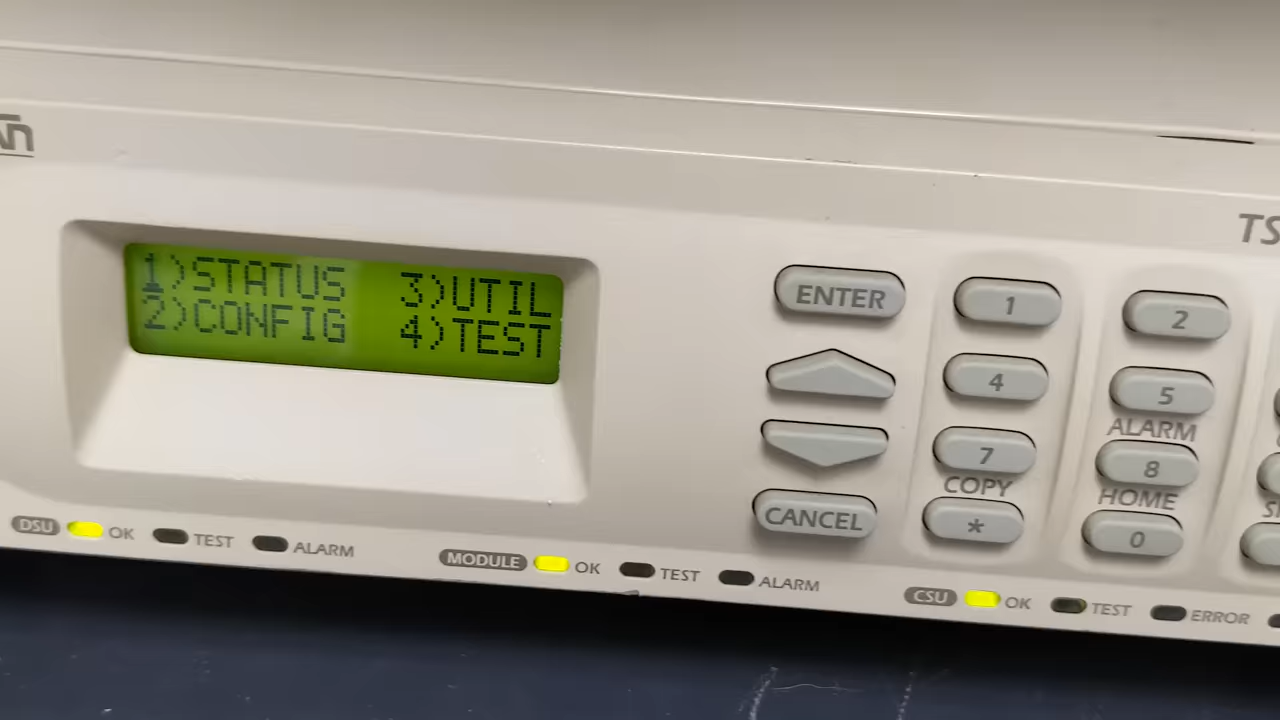 TS
1)STATUS 3)UTIL
2)CONFIG 4)TEST
ENTER 1 2
4 5
ALARM
7 8
COPY HOME
CANCEL * 0
DSU OK TEST ALARM MODULE OK TEST ALARM CSU OK TEST ERROR